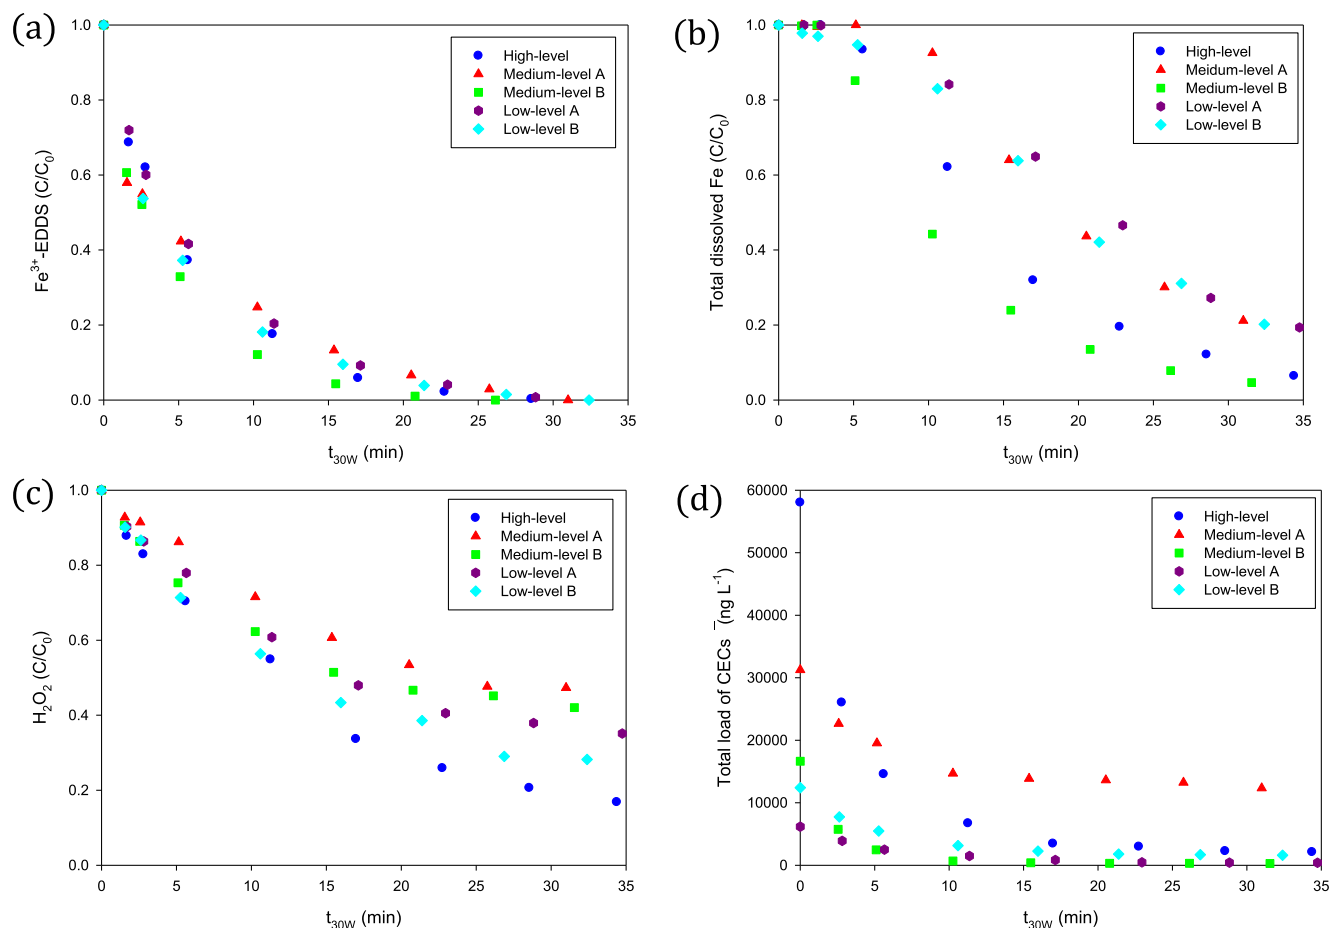 (a)
1.0
0.8
0.6
0.4
0.2
0.0
Fe3+-EDDS (C/C0)
High-level
Medium-level A
Medium-level B
Low-level A
Low-level B
0 5 10 15 20 25 30 35
t30W (min)
(b)
1.0
0.8
0.6
0.4
0.2
0.0
Total dissolved Fe (C/C0)
High-level
Meidum-level A
Medium-level B
Low-level A
Low-level B
0 5 10 15 20 25 30 35
t30W (min)
(c)
1.0
0.8
0.6
0.4
0.2
0.0
H2O2 (C/C0)
High-level
Medium-level A
Medium-level B
Low-level A
Low-level B
0 5 10 15 20 25 30 35
t30W (min)
(d)
60000
50000
40000
30000
20000
10000
0
Total load of CECs ¯(ng L-1)
High-level
Medium-level A
Medium-level B
Low-level A
Low-level B
0 5 10 15 20 25 30 35
t30W (min)